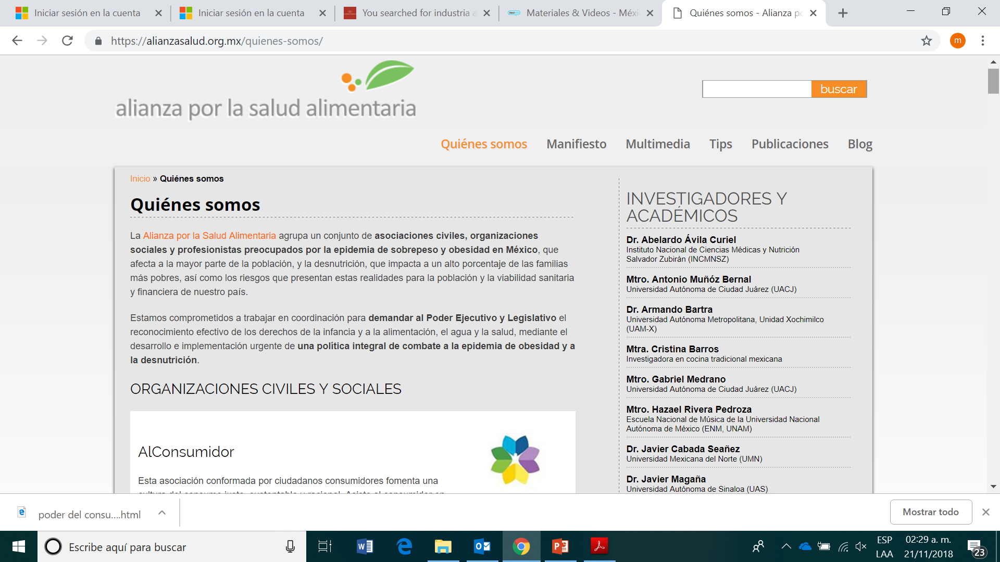 Iniciar sesión en la cuenta
Iniciar sesión en la cuenta
You searched for industria a
Materiales & Videos - Méxi
Quiénes somos - Alianza po
https://alianzasalud.org.mx/quienes-somos/
m
alianza por la salud alimentaria
buscar
Quiénes somos Manifiesto Multimedia Tips Publicaciones Blog
Inicio » Quiénes somos
Quiénes somos
La Alianza por la Salud Alimentaria agrupa un conjunto de asociaciones civiles, organizaciones
sociales y profesionistas preocupados por la epidemia de sobrepeso y obesidad en México, que
afecta a la mayor parte de la población, y la desnutrición, que impacta a un alto porcentaje de las familias
más pobres, así como los riesgos que presentan estas realidades para la población y la viabilidad sanitaria
y financiera de nuestro país.
Estamos comprometidos a trabajar en coordinación para demandar al Poder Ejecutivo y Legislativo el
reconocimiento efectivo de los derechos de la infancia y a la alimentación, el agua y la salud, mediante el
desarrollo e implementación urgente de una política integral de combate a la epidemia de obesidad y a
la desnutrición.
ORGANIZACIONES CIVILES Y SOCIALES
AlConsumidor
Esta asociación conformada por ciudadanos consumidores fomenta una
INVESTIGADORES Y
ACADÉMICOS
Dr. Abelardo Ávila Curiel
Instituto Nacional de Ciencias Médicas y Nutrición
Salvador Zubirán (INCMNSZ)
Mtro. Antonio Muñóz Bernal
Universidad Autónoma de Ciudad Juárez (UACJ)
Dr. Armando Bartra
Universidad Autónoma Metropolitana, Unidad Xochimilco
(UAM-X)
Mtra. Cristina Barros
Investigadora en cocina tradicional mexicana
Mtro. Gabriel Medrano
Universidad Autónoma de Ciudad Juárez (UACJ)
Mtro. Hazael Rivera Pedroza
Escuela Nacional de Música de la Universidad Nacional
Autónoma de México (ENM, UNAM)
Dr. Javier Cabada Seañez
Universidad Mexicana del Norte (UMN)
Dr. Javier Magaña
Universidad Autónoma de Sinaloa (UAS)
poder del consu....html
Mostrar todo
Escribe aquí para buscar
ESP
LAA
02:29 a. m.
21/11/2018
23